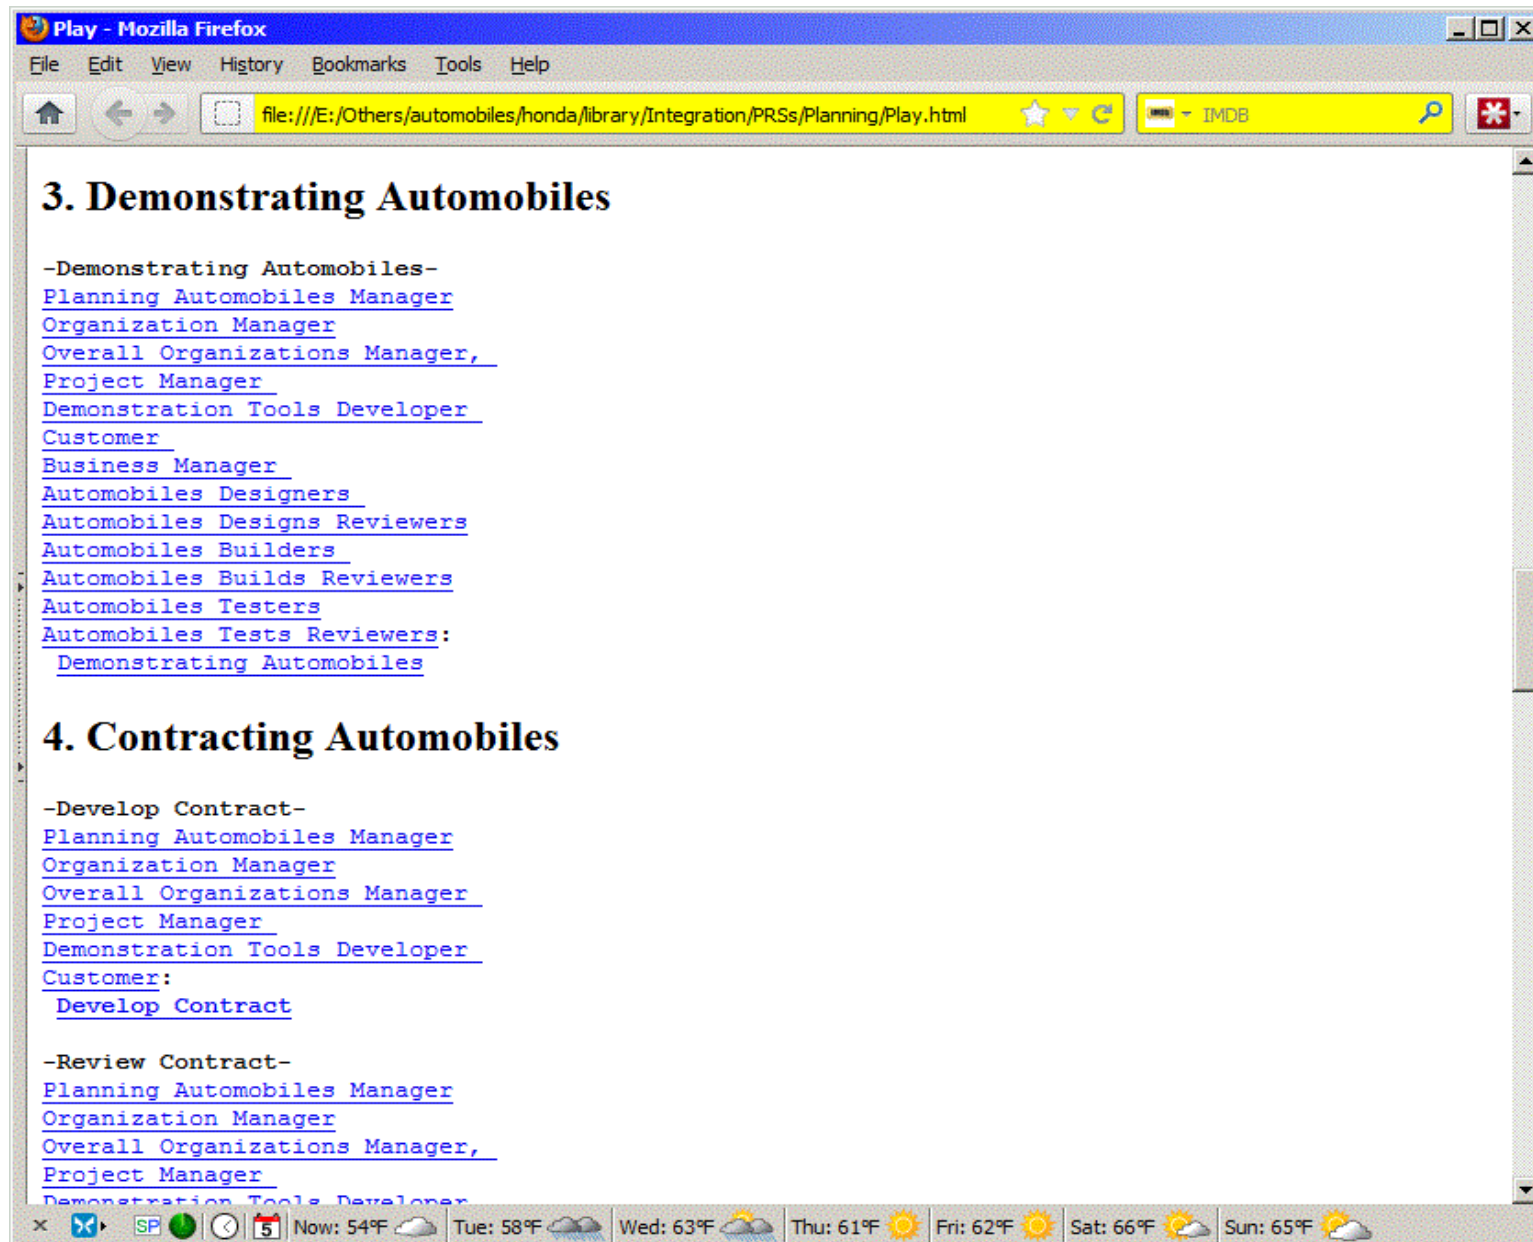 Play - Mozilla Firefox
File Edit View History Bookmarks Tools Help
file:///E:/Others/automobiles/honda/library/Integration/PRSs/Planning/Play.html IMDB
3. Demonstrating Automobiles
-Demonstrating Automobiles-
Planning Automobiles Manager
Organization Manager
Overall Organizations Manager,
Project Manager
Demonstration Tools Developer
Customer
Business Manager
Automobiles Designers
Automobiles Designs Reviewers
Automobiles Builders
Automobiles Builds Reviewers
Automobiles Testers
Automobiles Tests Reviewers:
Demonstrating Automobiles
4. Contracting Automobiles
-Develop Contract-
Planning Automobiles Manager
Organization Manager
Overall Organizations Manager
Project Manager
Demonstration Tools Developer
Customer:
Develop Contract
-Review Contract-
Planning Automobiles Manager
Organization Manager
Overall Organizations Manager,
Project Manager
Demonstration Tools Developer
SP 5 Now: 54°F Tue: 58°F Wed: 63°F Thu: 61°F Fri: 62°F Sat: 66°F Sun: 65°F